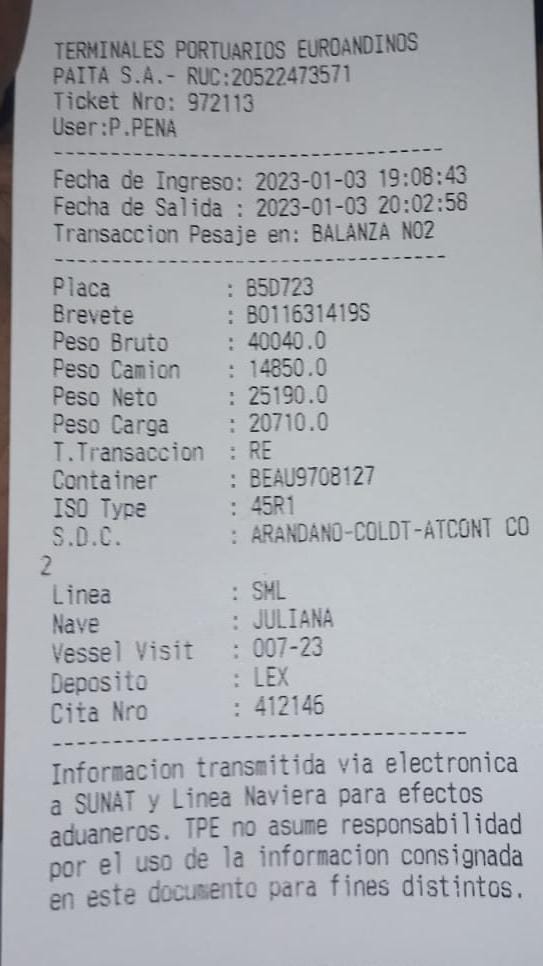 TERMINALES PORTUARIOS EUROANDINOS
PAITA S.A.- RUC:20522473571
Ticket Nro: 972113
User:P.PENA
--------------------------------
Fecha de Ingreso: 2023-01-03 19:08:43
Fecha de Salida : 2023-01-03 20:02:58
Transaccion Pesaje en: BALANZA NO2
--------------------------------
Placa : B5D723
Brevete : B011631419S
Peso Bruto : 40040.0
Peso Camion : 14850.0
Peso Neto : 25190.0
Peso Carga : 20710.0
T.Transaccion : RE
Container : BEAU9708127
ISO Type : 45R1
S.D.C. : ARANDANO-COLDT-ATCONT CO
2
Linea : SML
Nave : JULIANA
Vessel Visit : 007-23
Deposito : LEX
Cita Nro : 412146
--------------------------------
Informacion transmitida via electronica
a SUNAT y Linea Naviera para efectos
aduaneros. TPE no asume responsabilidad
por el uso de la informacion consignada
en este documento para fines distintos.